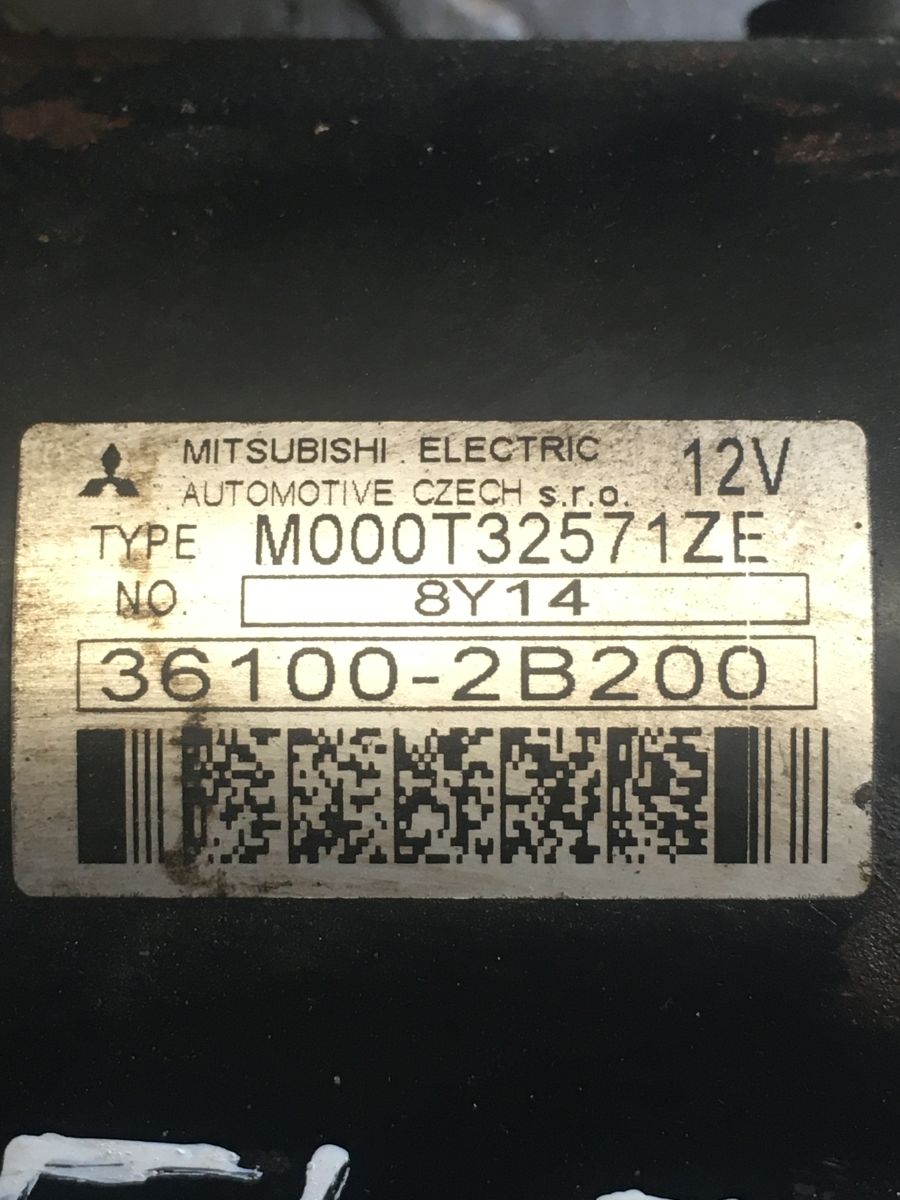 MITSUBISHI ELECTRIC 12V
AUTOMOTIVE CZECH s.r.o.
TYPE M000T32571ZE
NO. 8Y14
36100-2B200